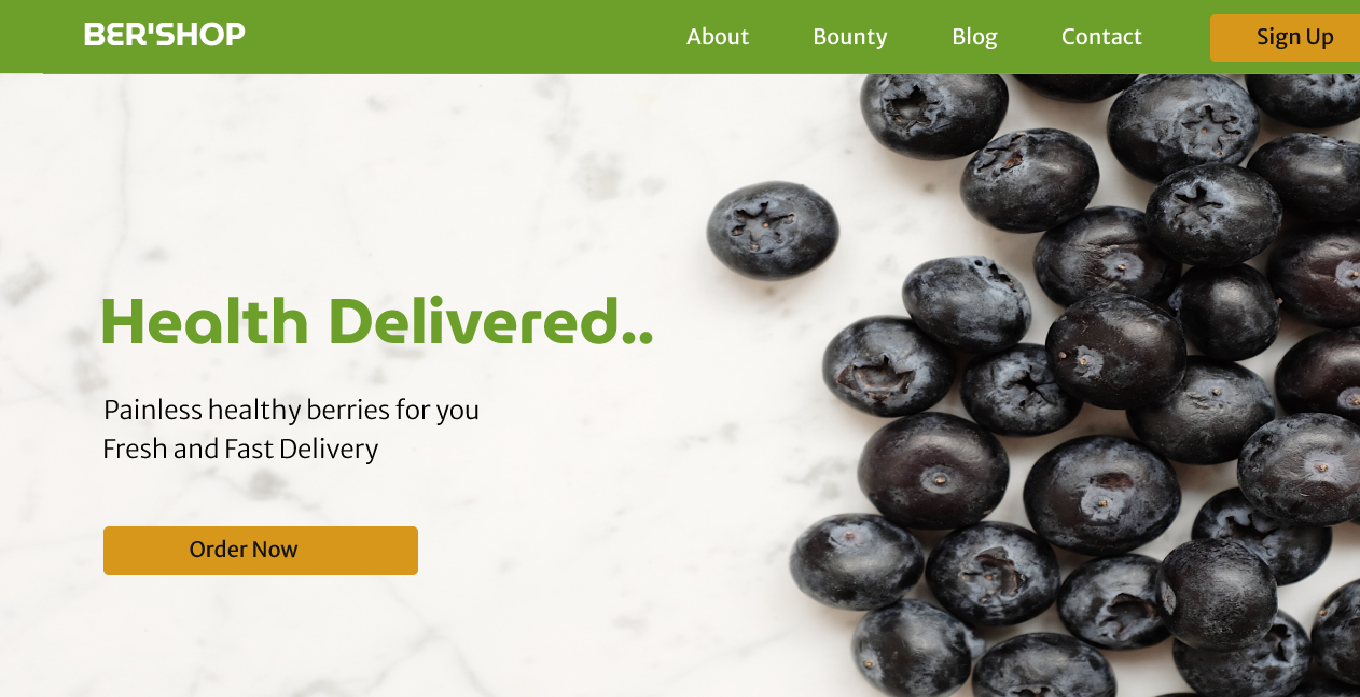 BER'SHOP
About
Bounty
Blog
Contact
Sign Up
Health Delivered..
Painless healthy berries for you
Fresh and Fast Delivery
Order Now